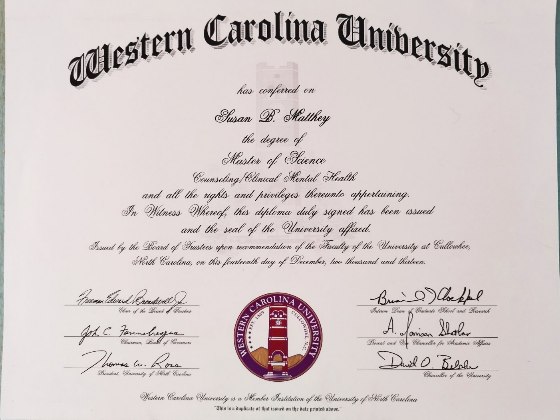 Western Carolina University
has conferred on
Susan B. Matthey
the degree of
Master of Science
Counseling/Clinical Mental Health
and all the rights and privileges thereunto appertaining.
In Witness Whereof, this diploma duly signed has been issued
and the seal of the University affixed.
Issued by the Board of Trustees upon recommendation of the Faculty of the University at Cullowhee,
North Carolina, on this fourteenth day of December, two thousand and thirteen.
Chair of the Board of Trustees
John C. Fennebresque
Chairman, Board of Governors
Thomas W. Ross
President, University of North Carolina
WESTERN CAROLINA UNIVERSITY
Interim Dean of Graduate School and Research
Provost and Vice Chancellor for Academic Affairs
David O. Belcher
Chancellor of the University
Western Carolina University is a Member Institution of the University of North Carolina
This is a duplicate of that issued on the date printed above.